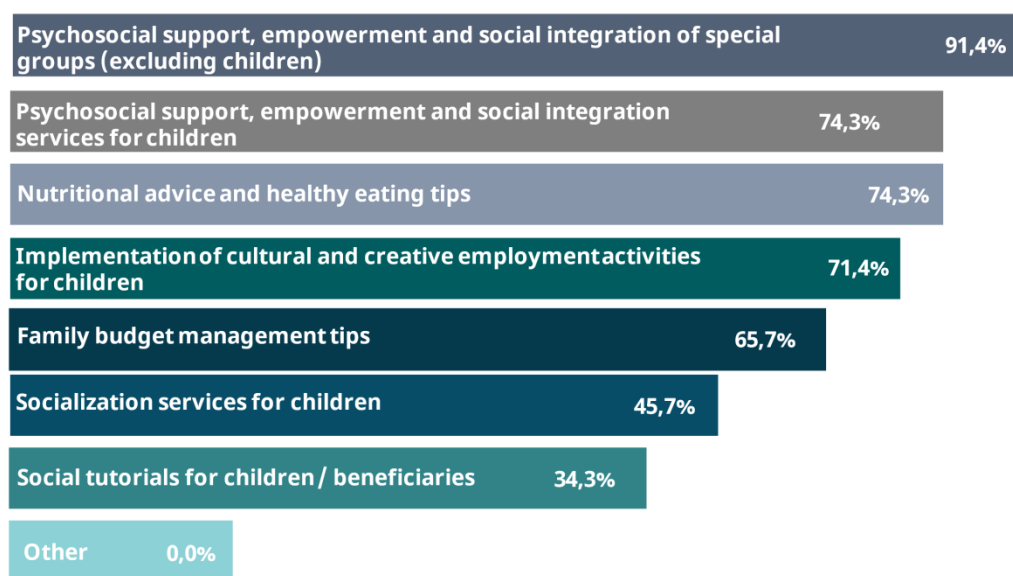 Psychosocial support, empowerment and social integration of special
groups (excluding children)
91,4%
Psychosocial support, empowerment and social integration
services for children
74,3%
Nutritional advice and healthy eating tips
74,3%
Implementation of cultural and creative employment activities
for children
71,4%
Family budget management tips
65,7%
Socialization services for children
45,7%
Social tutorials for children / beneficiaries
34,3%
Other
0,0%